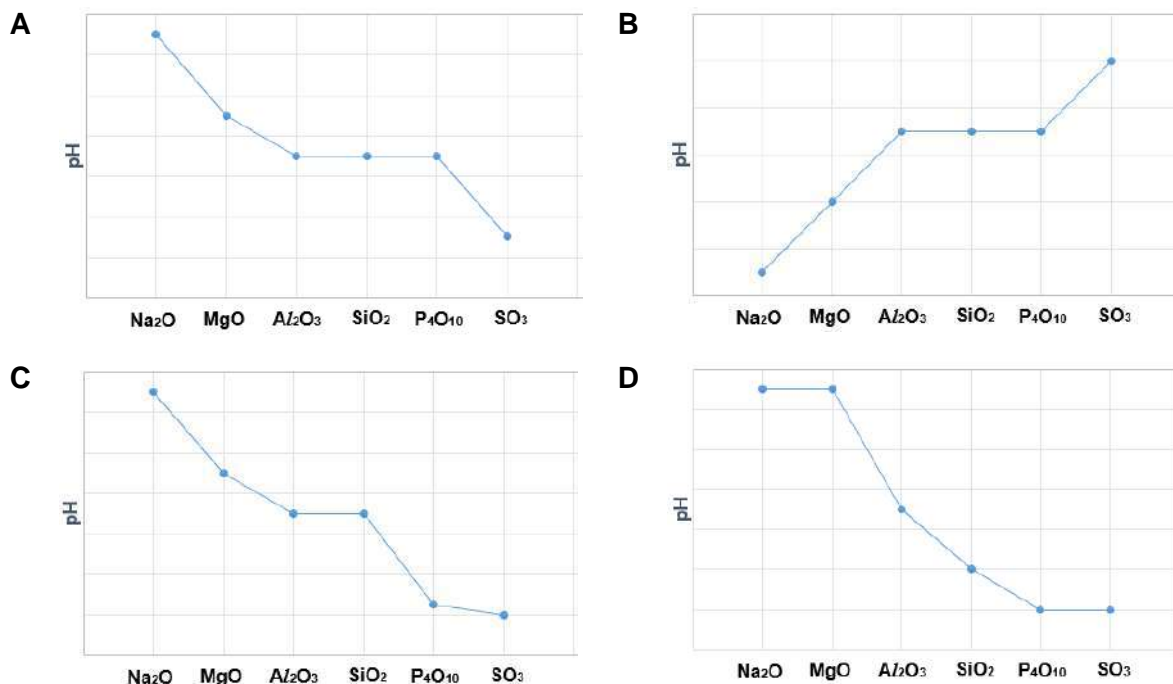 A
pH
Na₂O MgO Al₂O₃ SiO₂ P₄O₁₀ SO₃
B
pH
Na₂O MgO Al₂O₃ SiO₂ P₄O₁₀ SO₃
C
pH
Na₂O MgO Al₂O₃ SiO₂ P₄O₁₀ SO₃
D
pH
Na₂O MgO Al₂O₃ SiO₂ P₄O₁₀ SO₃